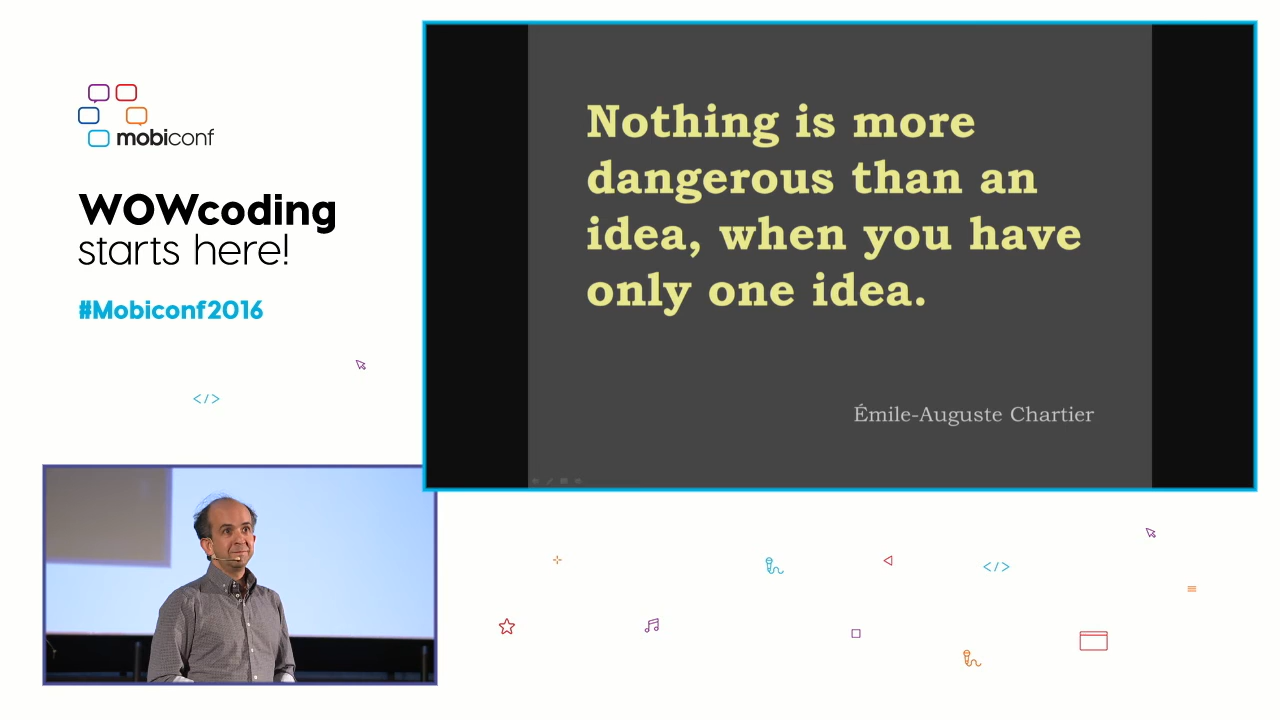 mobiconf
WOWcoding
starts here!
#Mobiconf2016
</>
Nothing is more
dangerous than an
idea, when you have
only one idea.
Émile-Auguste Chartier
</>